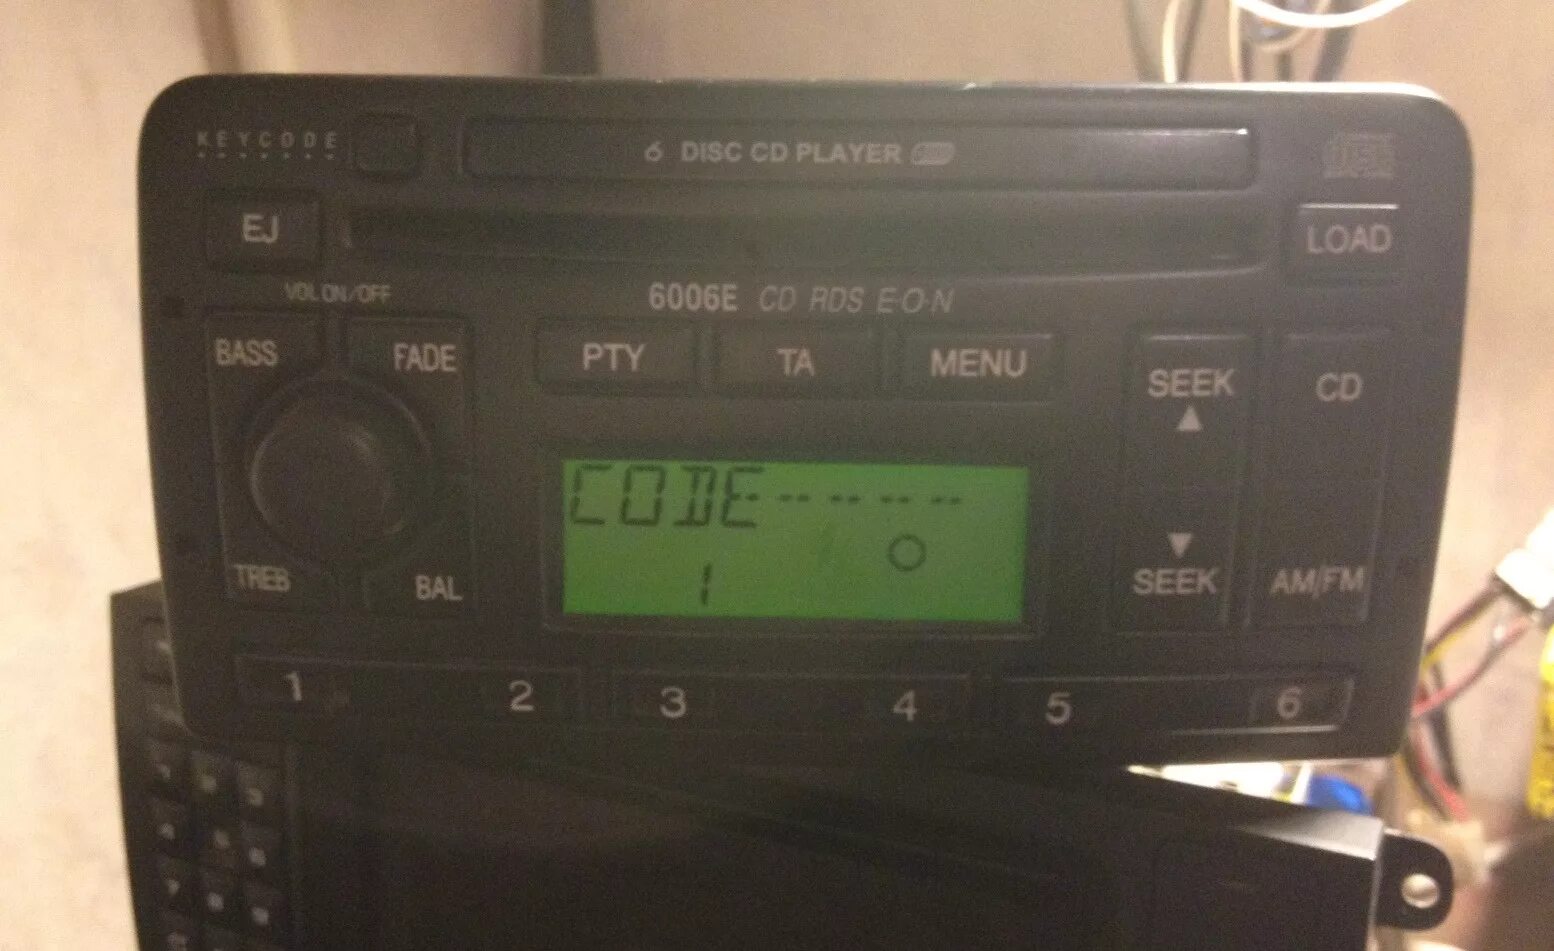 KEYCODE
6 DISC CD PLAYER
EJ
LOAD
VOL ON/OFF
6006E CD RDS E·O·N
BASS
FADE
PTY
TA
MENU
SEEK
CD
CODE-----
1
TREB
BAL
SEEK
AM/FM
1
2
3
4
5
6